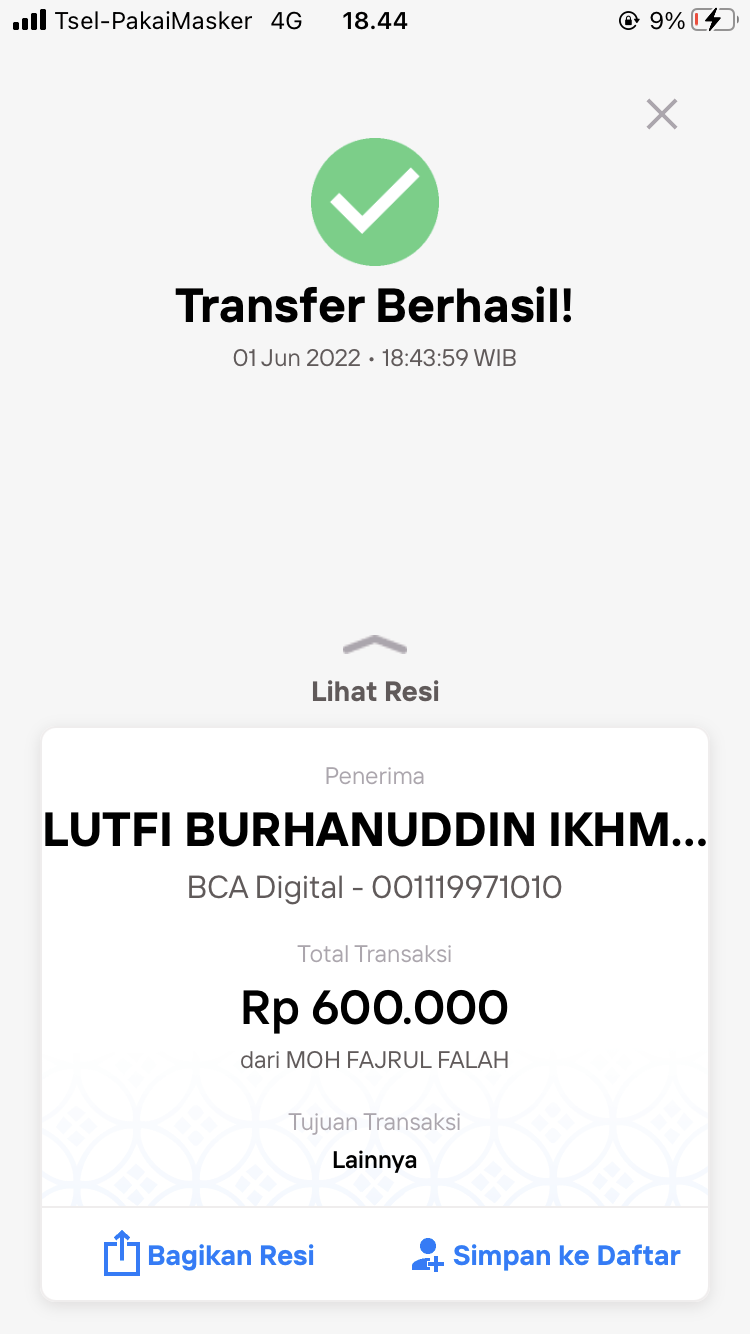 Tsel-PakaiMasker 4G 18.44 9%
Transfer Berhasil!
01 Jun 2022 • 18:43:59 WIB
Lihat Resi
Penerima
LUTFI BURHANUDDIN IKHM...
BCA Digital - 001119971010
Total Transaksi
Rp 600.000
dari MOH FAJRUL FALAH
Tujuan Transaksi
Lainnya
Bagikan Resi Simpan ke Daftar